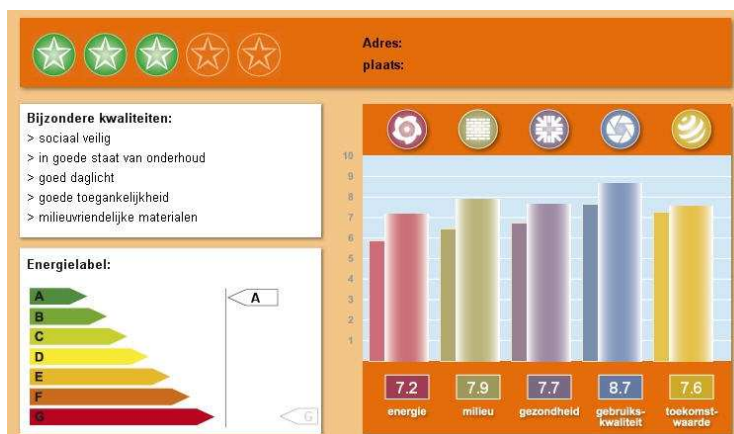 Adres:
plaats:
Bijzondere kwaliteiten:
> sociaal veilig
> in goede staat van onderhoud
> goed daglicht
> goede toegankelijkheid
> milieuvriendelijke materialen
Energielabel:
A
B
C
D
E
F
G
A
G
10
9
8
7
6
5
4
3
2
1
7.2
7.9
7.7
8.7
7.6
energie
milieu
gezondheid
gebruiks-
kwaliteit
toekomst-
waarde